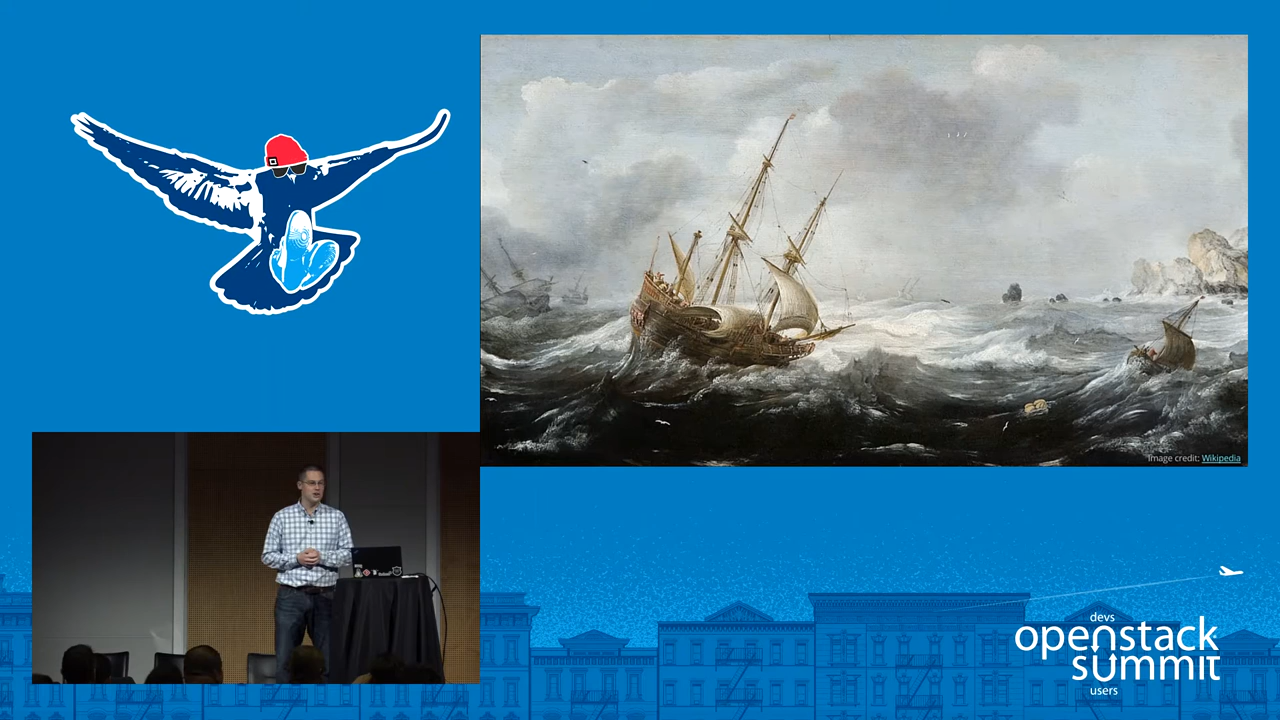 Image credit: Wikipedia
devs
openstack
summit
users